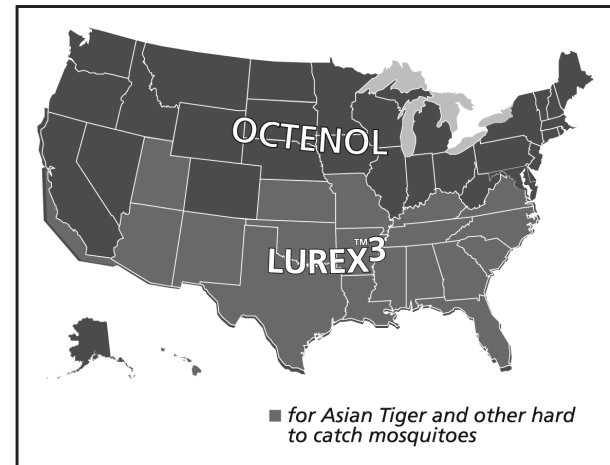 OCTENOL
LUREX™3
for Asian Tiger and other hard
to catch mosquitoes